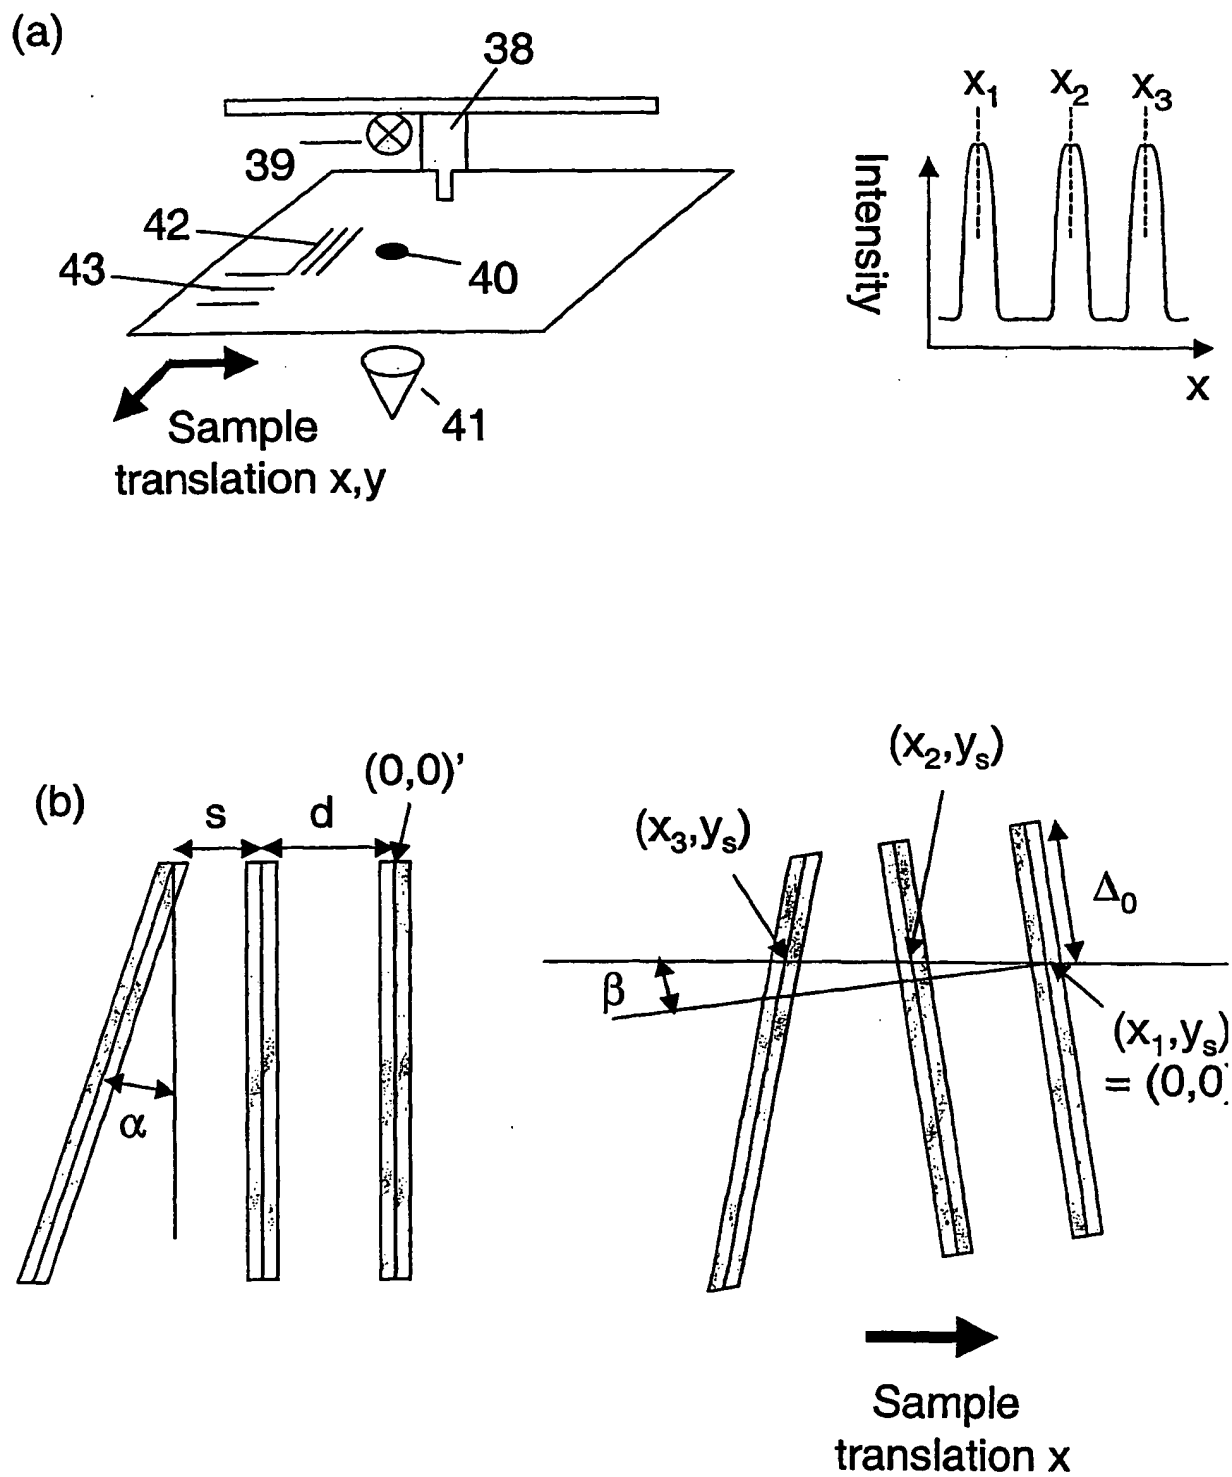 (a)
38
39
42
43
40
41
Sample
translation x,y
x1 x2 x3
Intensity
x
(b)
s
d
(0,0)'
α
(x3,ys)
(x2,ys)
β
Δ0
(x1,ys)
= (0,0)
Sample
translation x